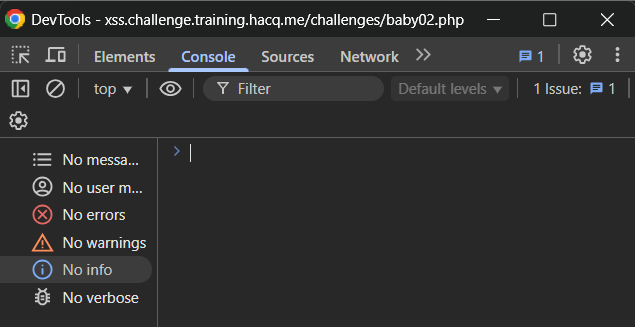 DevTools - xss.challenge.training.hacq.me/challenges/baby02.php
Elements Console Sources Network 1
top Filter Default levels 1 Issue: 1
No messa...
No user m...
No errors
No warnings
No info
No verbose